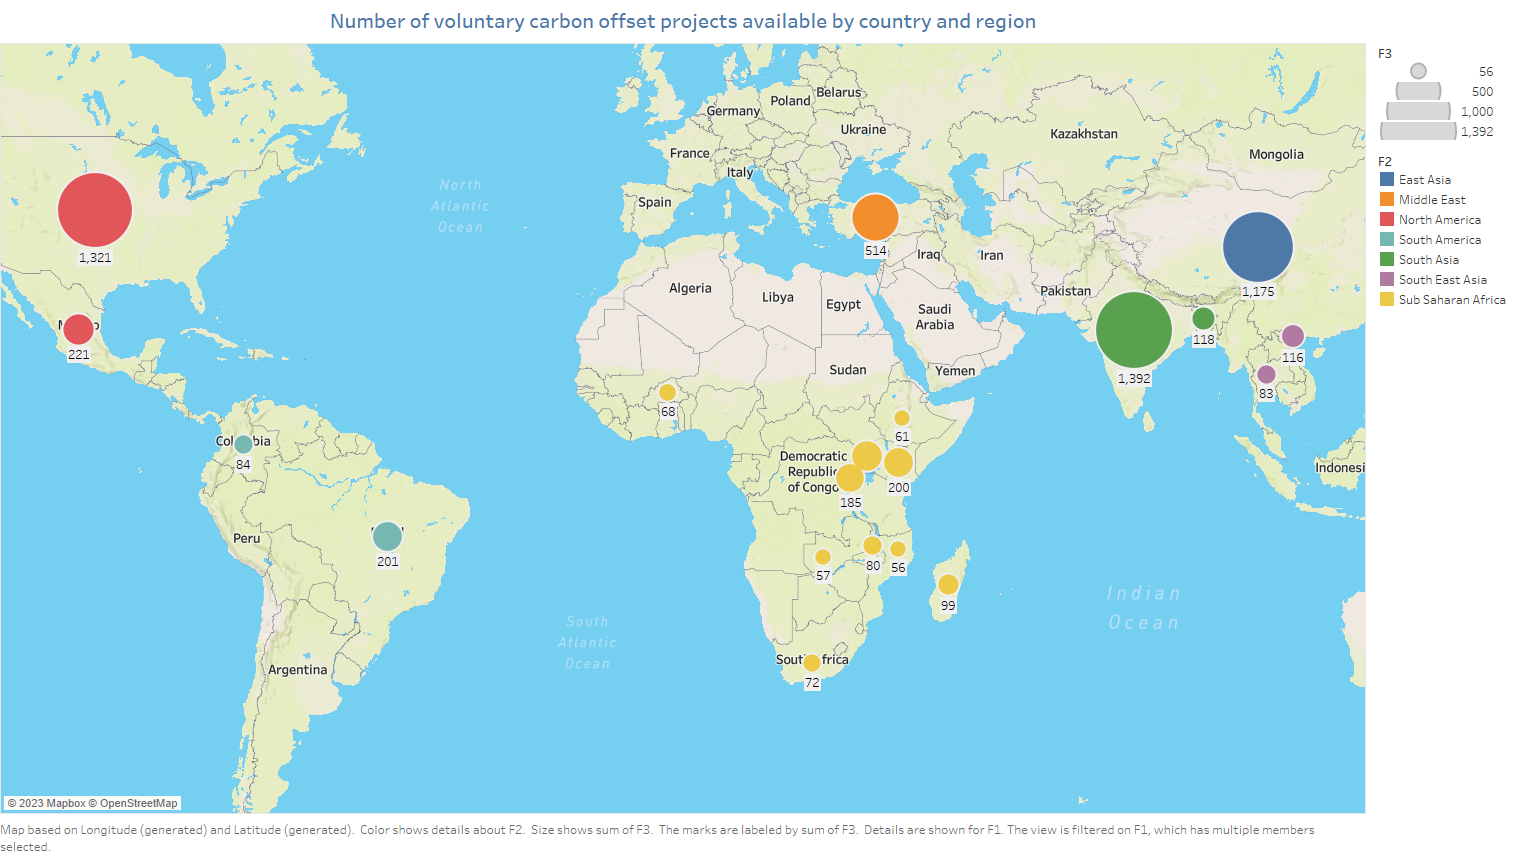 Number of voluntary carbon offset projects available by country and region
F3
56
500
1,000
1,392
F2
East Asia
Middle East
North America
South America
South Asia
South East Asia
Sub Saharan Africa
Belarus
Poland
Germany
Ukraine
Kazakhstan
France
Mongolia
Italy
North
Atlantic
Ocean
Spain
1,321
514
Iraq
Iran
Algeria
Libya
Egypt
Pakistan
1,175
Saudi
Arabia
221
118
116
Sudan
Yemen
1,392
83
68
61
84
Democratic
Republic
of Congo
Indonesi
200
185
Peru
201
57
80
56
99
Indian
Ocean
South
Atlantic
Ocean
Argentina
72
© 2023 Mapbox © OpenStreetMap
Map based on Longitude (generated) and Latitude (generated). Color shows details about F2. Size shows sum of F3. The marks are labeled by sum of F3. Details are shown for F1. The view is filtered on F1, which has multiple members
selected.